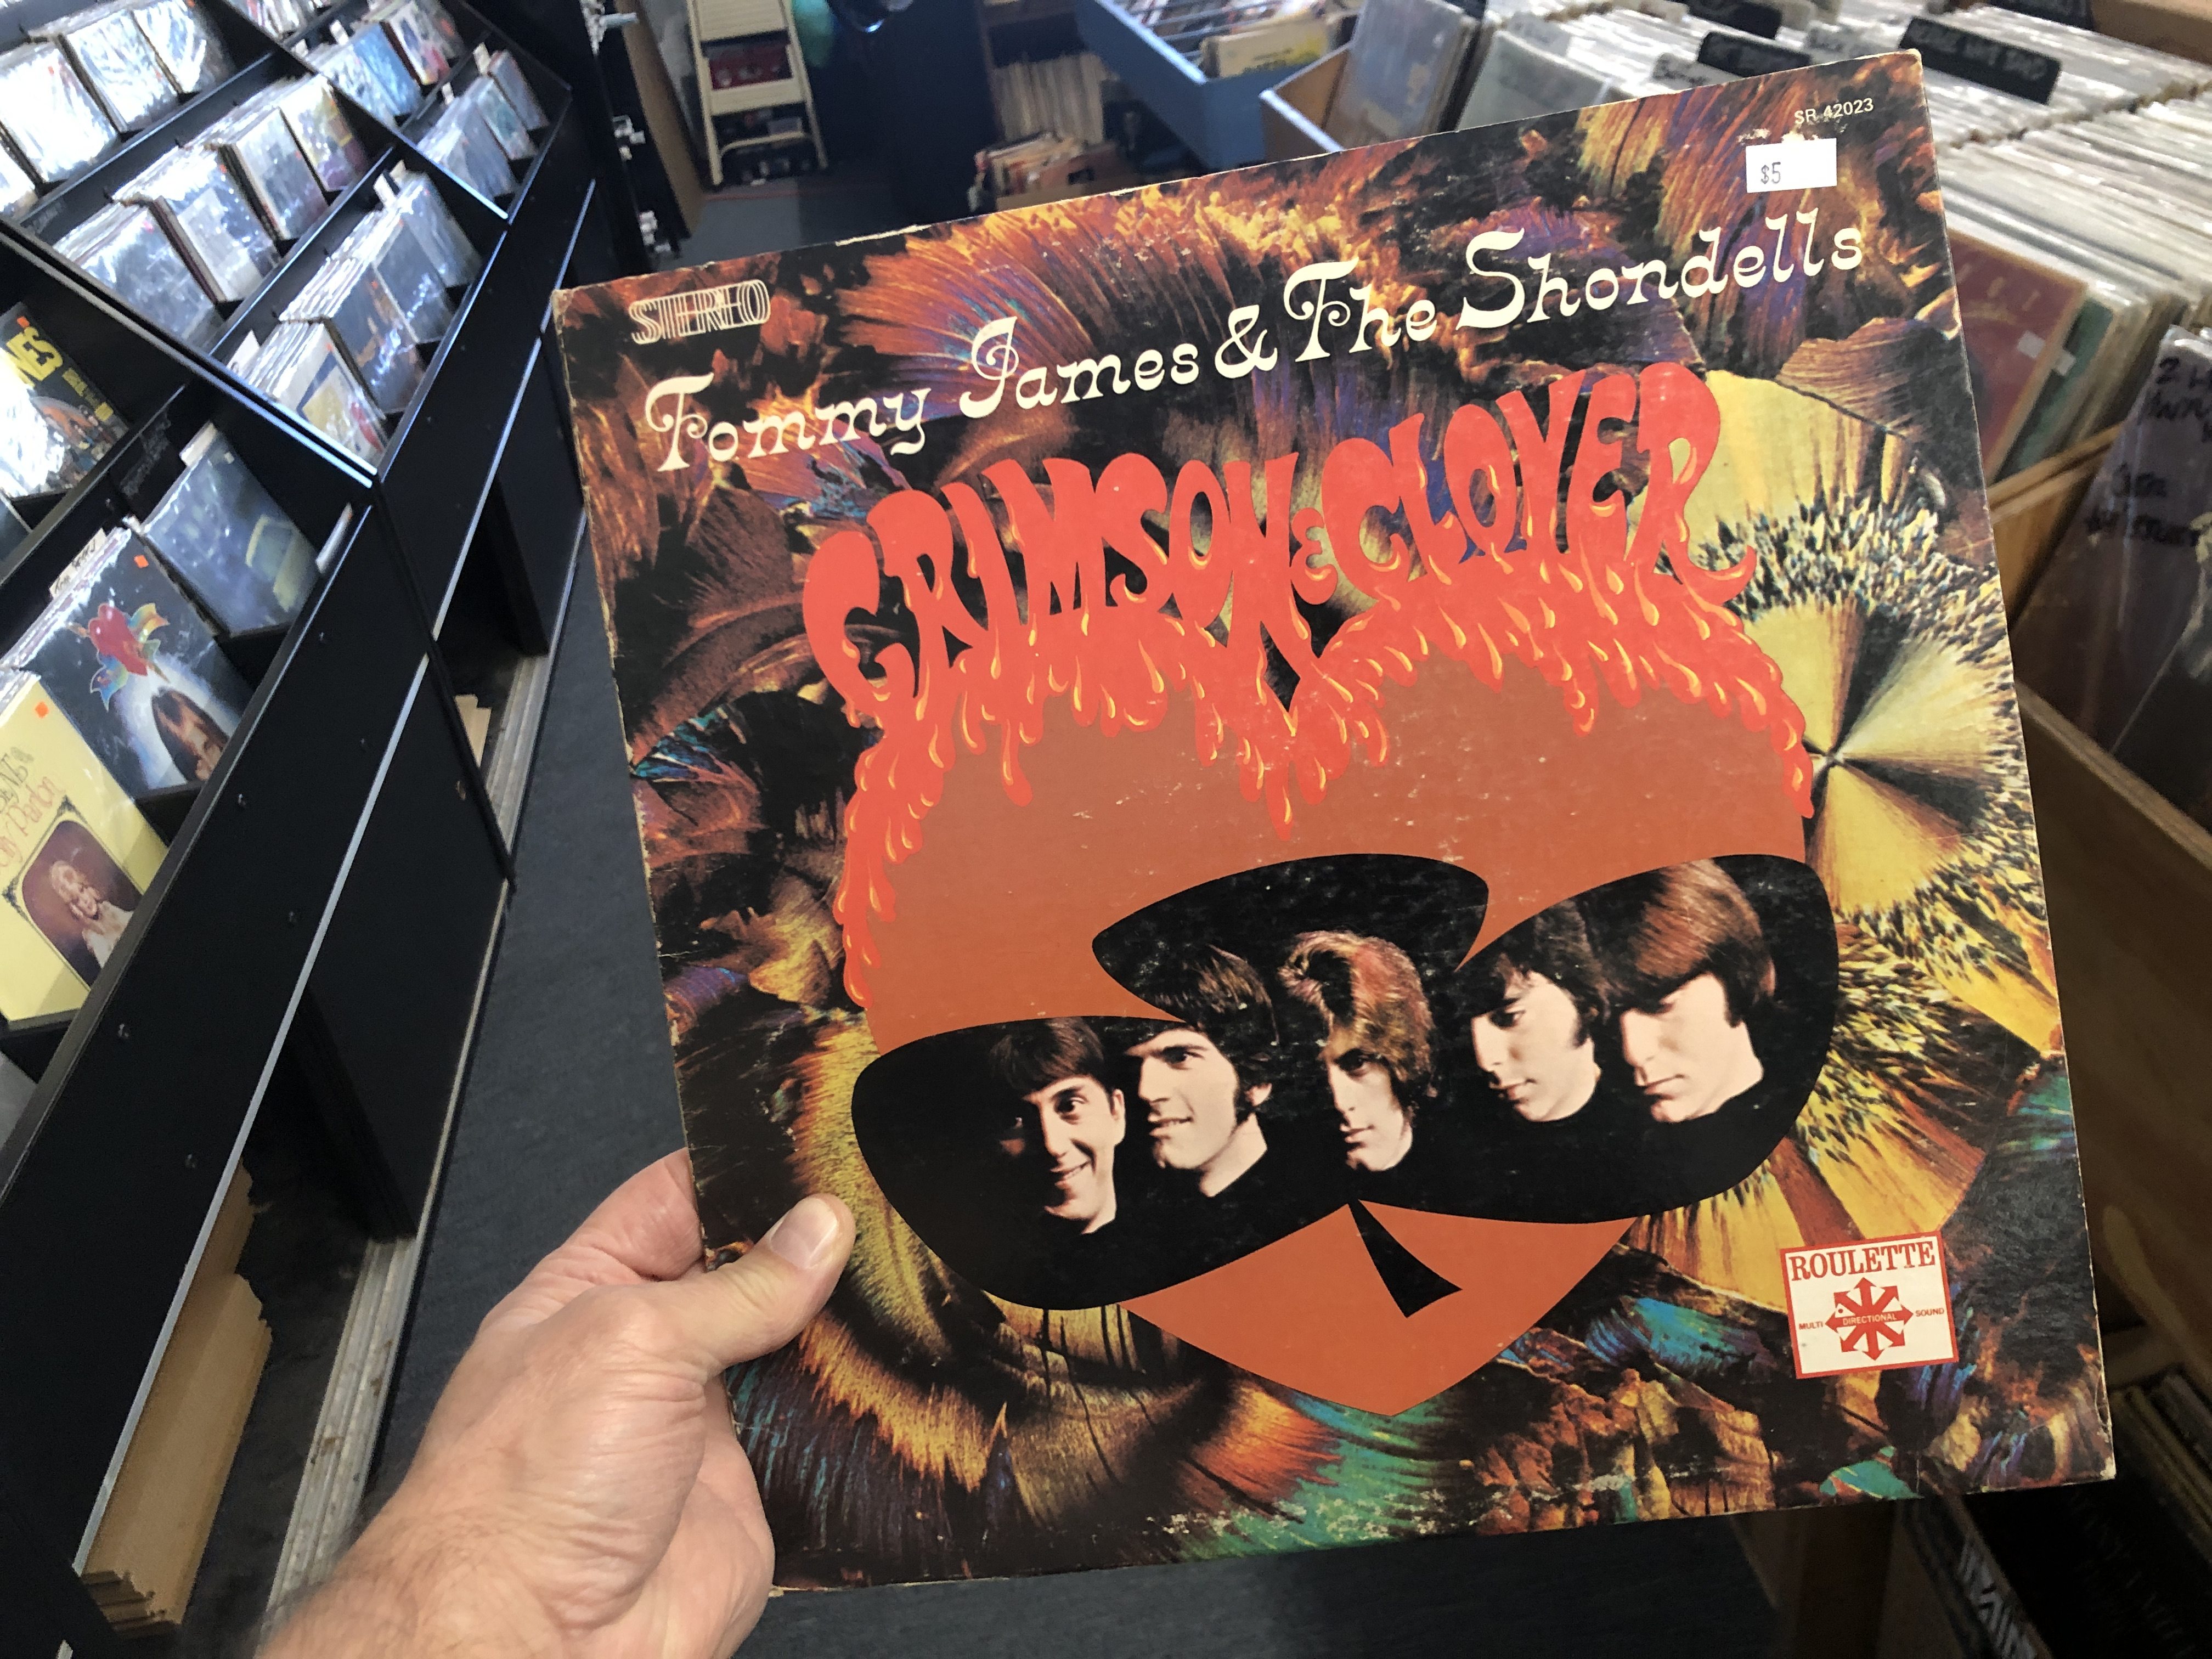 SR 42023
$5
STEREO
Tommy James & The Shondells
CRIMSON & CLOVER
ROULETTE
MULTI DIRECTIONAL SOUND